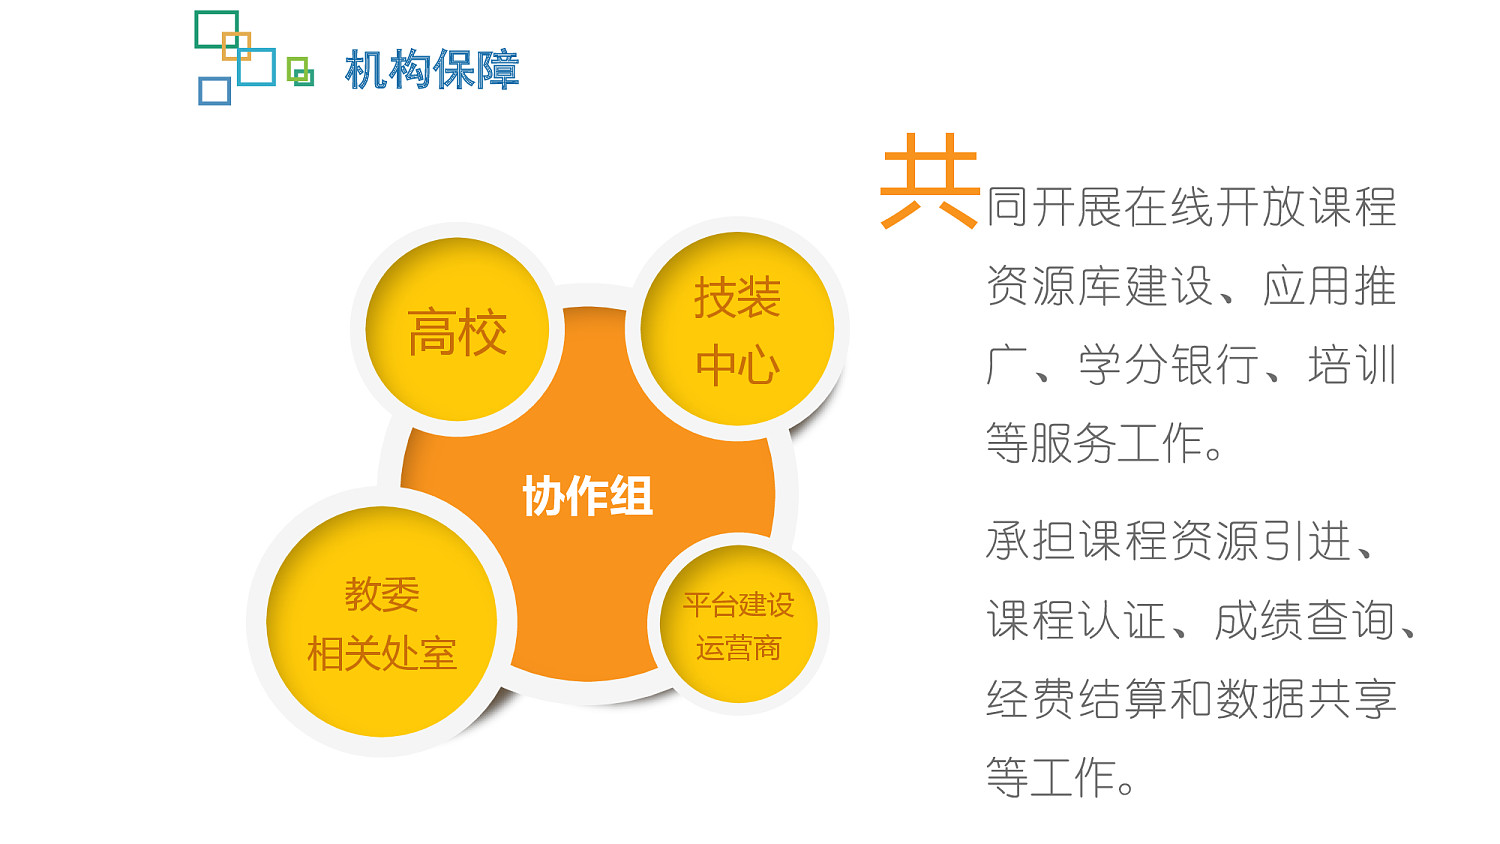 机构保障
高校
技装
中心
协作组
教委
相关处室
平台建设
运营商
共同开展在线开放课程
资源库建设、应用推
广、学分银行、培训
等服务工作。
承担课程资源引进、
课程认证、成绩查询、
经费结算和数据共享
等工作。